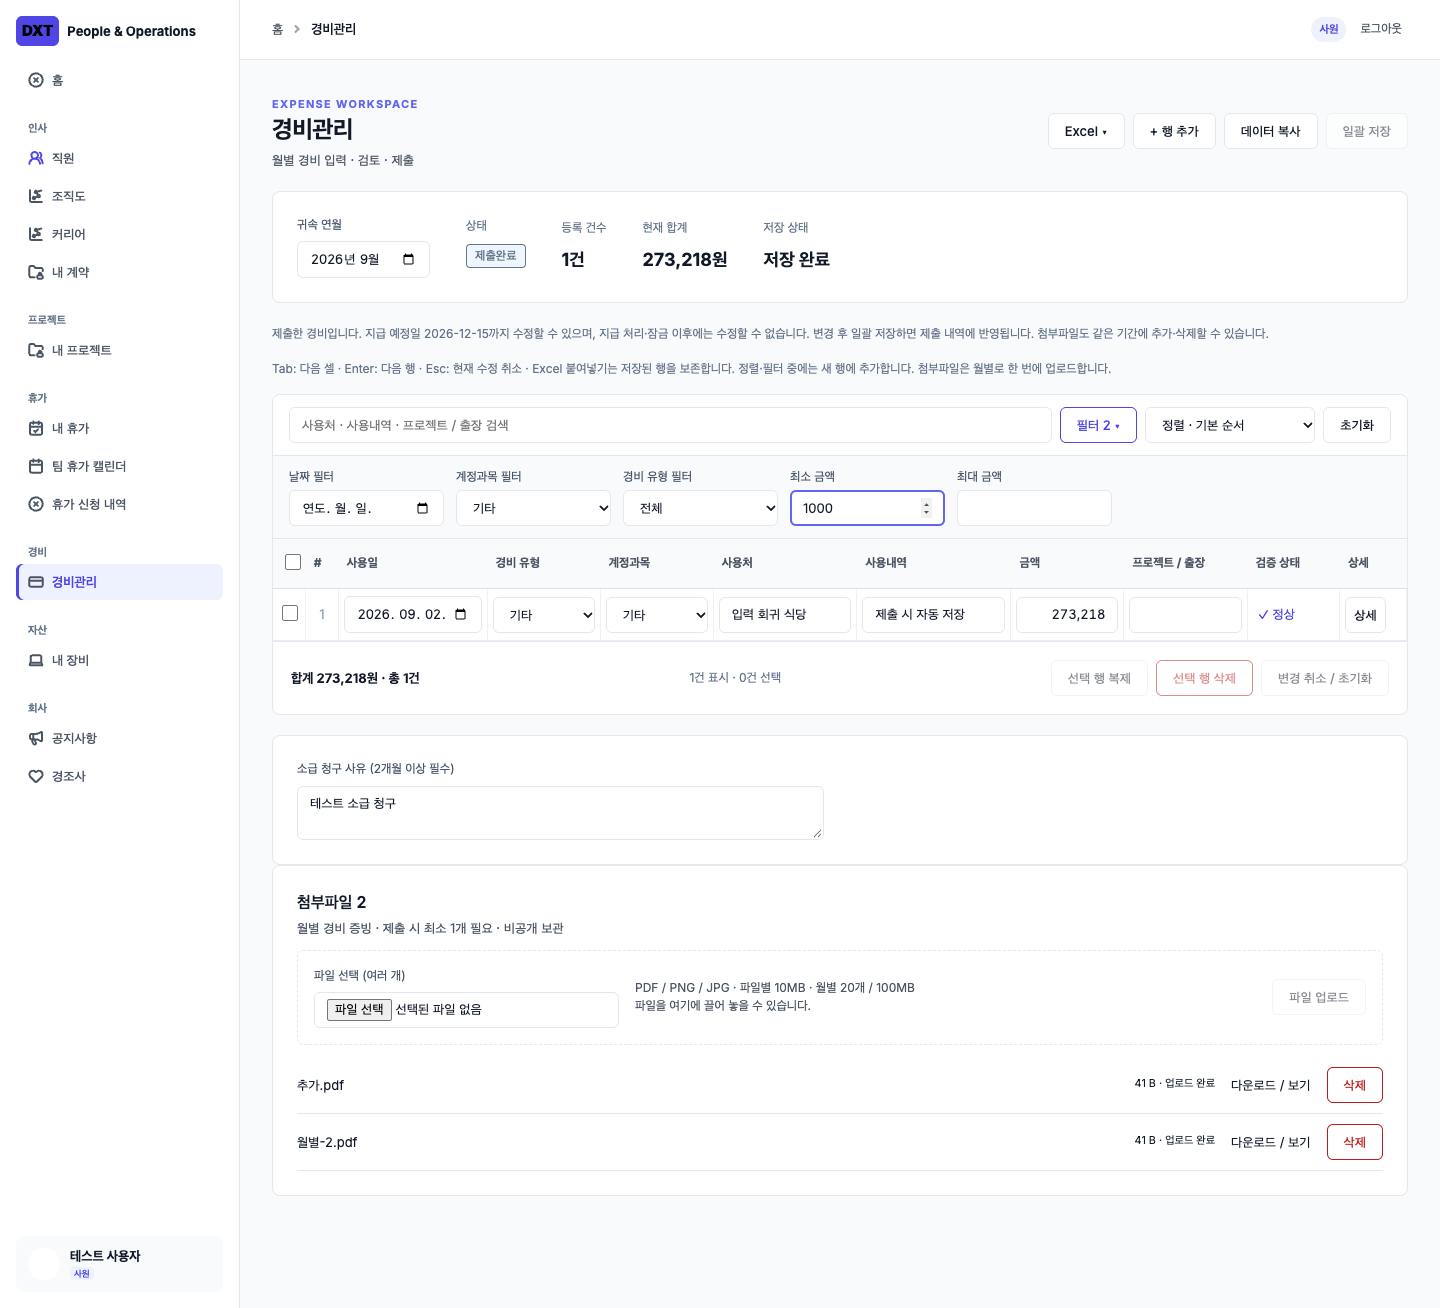 DXT People & Operations
홈
인사
직원
조직도
커리어
내 계약
프로젝트
내 프로젝트
휴가
내 휴가
팀 휴가 캘린더
휴가 신청 내역
경비
경비관리
자산
내 장비
회사
공지사항
경조사
테스트 사용자
사원
홈 > 경비관리
사원 로그아웃
EXPENSE WORKSPACE
경비관리
월별 경비 입력 · 검토 · 제출
Excel ▾ + 행 추가 데이터 복사 일괄 저장
귀속 연월 상태 등록 건수 현재 합계 저장 상태
2026년 9월 제출완료 1건 273,218원 저장 완료
제출한 경비입니다. 지급 예정일 2026-12-15까지 수정할 수 있으며, 지급 처리·잠금 이후에는 수정할 수 없습니다. 변경 후 일괄 저장하면 제출 내역에 반영됩니다. 첨부파일도 같은 기간에 추가·삭제할 수 있습니다.
Tab: 다음 셀 · Enter: 다음 행 · Esc: 현재 수정 취소 · Excel 붙여넣기는 저장된 행을 보존합니다. 정렬·필터 중에는 새 행에 추가합니다. 첨부파일은 월별로 한 번에 업로드합니다.
사용처 · 사용내역 · 프로젝트 / 출장 검색 필터 2 ▾ 정렬 · 기본 순서 초기화
날짜 필터 계정과목 필터 경비 유형 필터 최소 금액 최대 금액
연도. 월. 일. 기타 전체 1000
# 사용일 경비 유형 계정과목 사용처 사용내역 금액 프로젝트 / 출장 검증 상태 상세
1 2026. 09. 02. 기타 기타 입력 회귀 식당 제출 시 자동 저장 273,218 ✓ 정상 상세
합계 273,218원 · 총 1건 1건 표시 · 0건 선택 선택 행 복제 선택 행 삭제 변경 취소 / 초기화
소급 청구 사유 (2개월 이상 필수)
테스트 소급 청구
첨부파일 2
월별 경비 증빙 · 제출 시 최소 1개 필요 · 비공개 보관
파일 선택 (여러 개)
파일 선택 선택된 파일 없음
PDF / PNG / JPG · 파일별 10MB · 월별 20개 / 100MB
파일을 여기에 끌어 놓을 수 있습니다.
파일 업로드
추가.pdf 41 B · 업로드 완료 다운로드 / 보기 삭제
월별-2.pdf 41 B · 업로드 완료 다운로드 / 보기 삭제